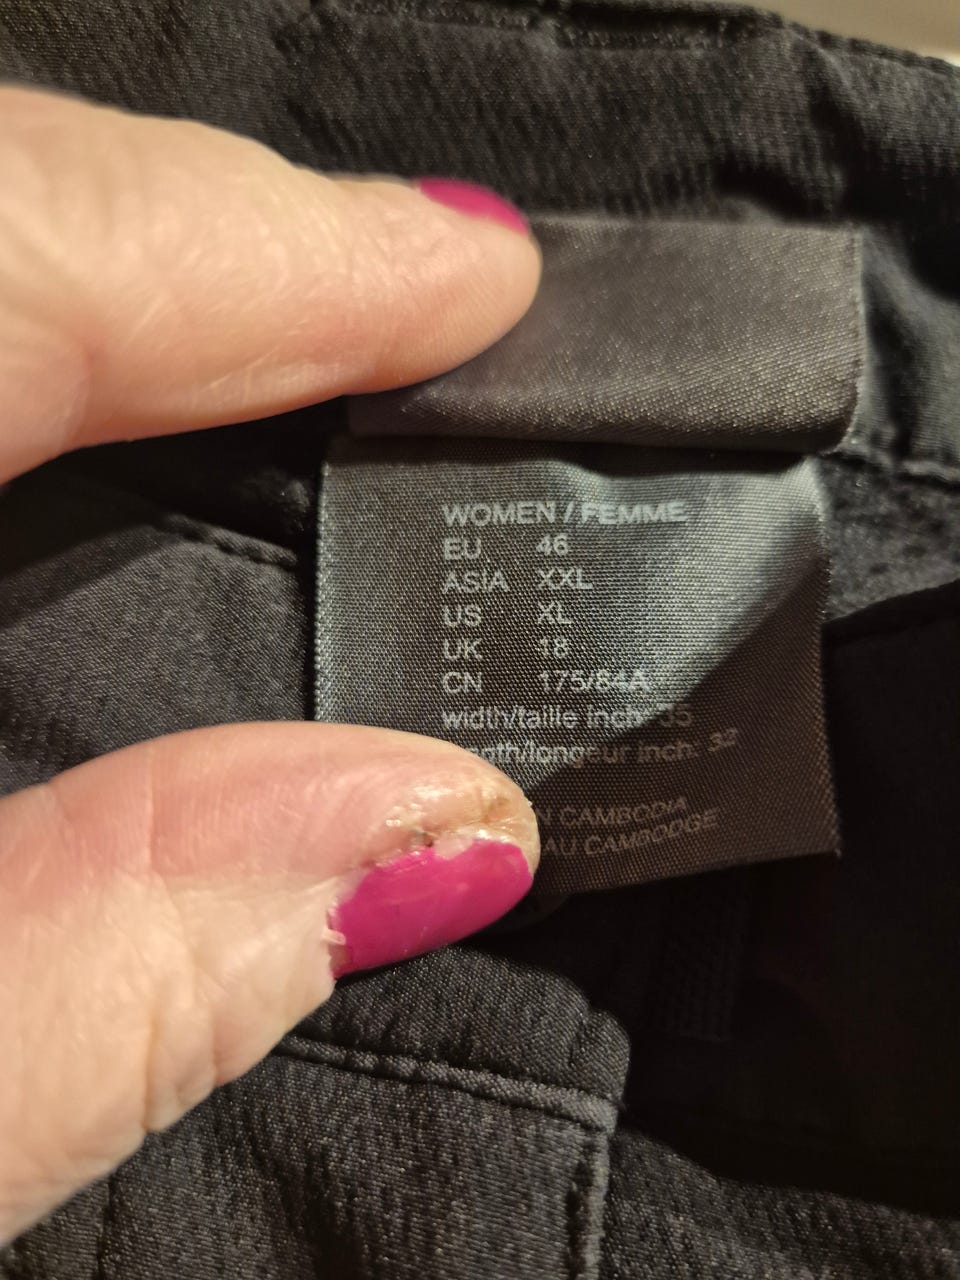 WOMEN / FEMME
EU 46
ASIA XXL
US XL
UK 18
CN 175/84A
width/taille inch: 35
longeur inch: 32
CAMBODIA
AU CAMBODGE